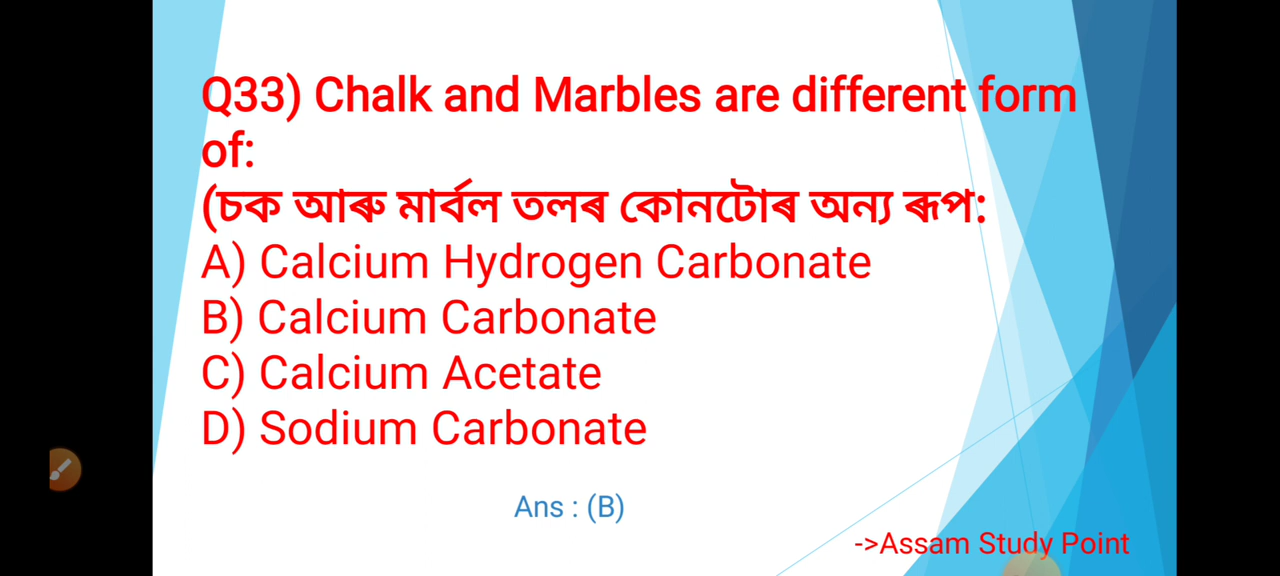 Q33) Chalk and Marbles are different form
of:
(চক আৰু মাৰ্বল তলৰ কোনটোৰ অন্য ৰূপ:
A) Calcium Hydrogen Carbonate
B) Calcium Carbonate
C) Calcium Acetate
D) Sodium Carbonate
Ans : (B)
->Assam Study Point